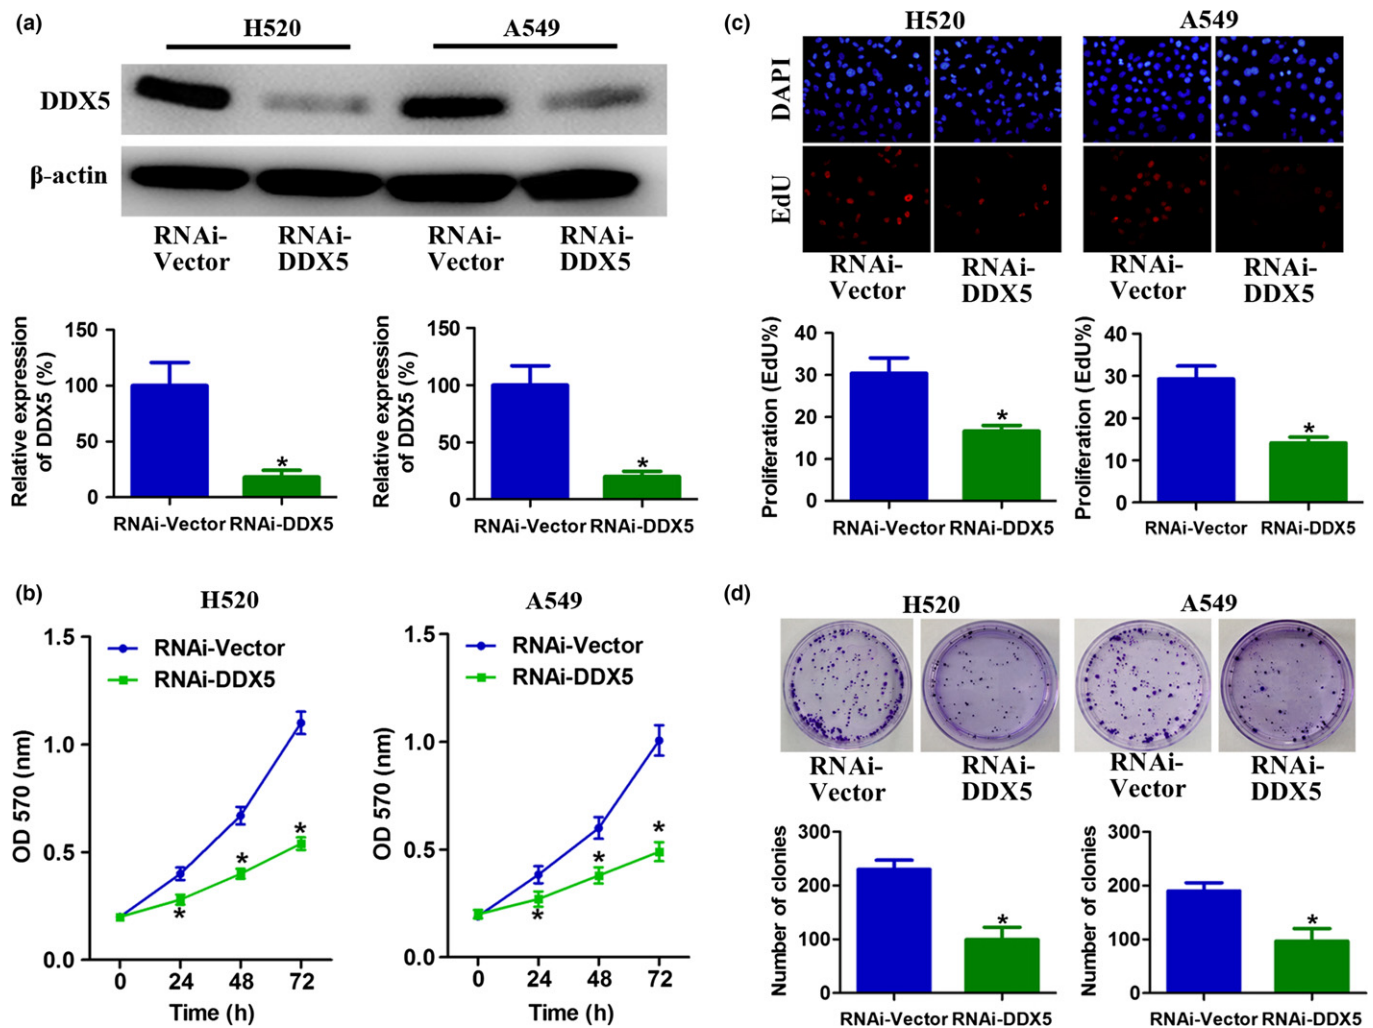 (a)
H520
A549
DDX5
β-actin
RNAi-
Vector
RNAi-
DDX5
RNAi-
Vector
RNAi-
DDX5
Relative expression
of DDX5 (%)
150
100
50
0
RNAi-Vector RNAi-DDX5
Relative expression
of DDX5 (%)
150
100
50
0
RNAi-Vector RNAi-DDX5
*
*
(b)
H520
OD 570 (nm)
1.5
1.0
0.5
0.0
RNAi-Vector
RNAi-DDX5
*
*
*
0 24 48 72
Time (h)
A549
OD 570 (nm)
1.5
1.0
0.5
0.0
RNAi-Vector
RNAi-DDX5
*
*
*
0 24 48 72
Time (h)
(c)
H520
A549
DAPI
EdU
RNAi-
Vector
RNAi-
DDX5
RNAi-
Vector
RNAi-
DDX5
Proliferation (EdU%)
40
30
20
10
0
*
RNAi-Vector RNAi-DDX5
Proliferation (EdU%)
40
30
20
10
0
*
RNAi-Vector RNAi-DDX5
(d)
H520
A549
RNAi-
Vector
RNAi-
DDX5
RNAi-
Vector
RNAi-
DDX5
Number of clonies
300
200
100
0
*
RNAi-Vector RNAi-DDX5
Number of clonies
300
200
100
0
*
RNAi-Vector RNAi-DDX5